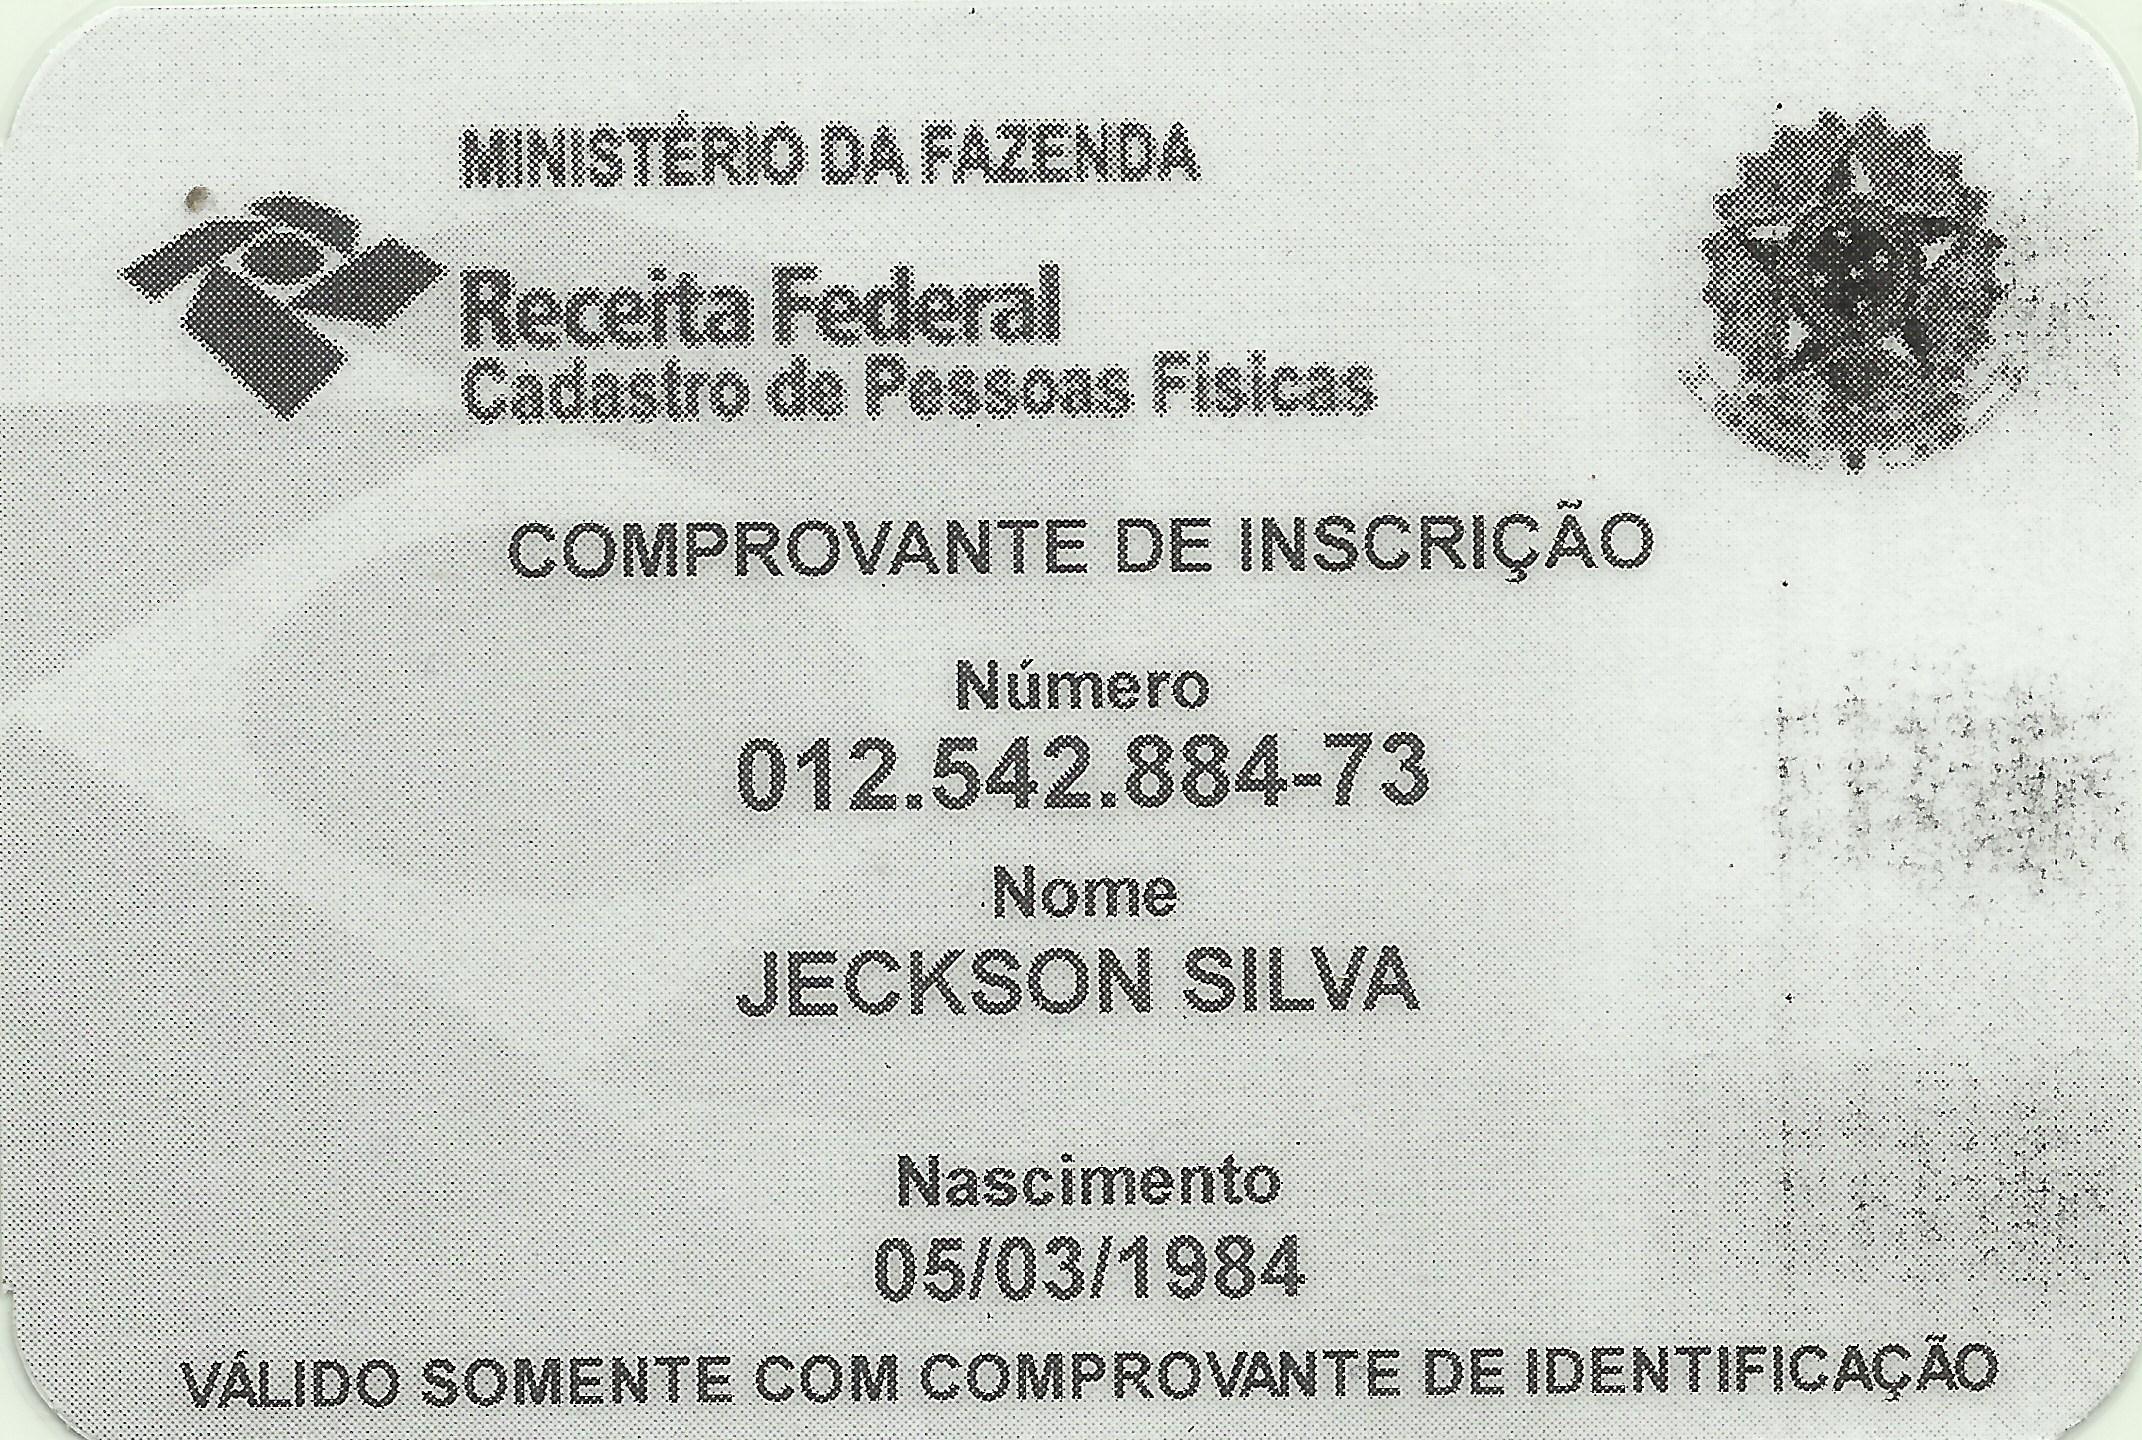 MINISTÉRIO DA FAZENDA
Receita Federal
Cadastro de Pessoas Físicas
COMPROVANTE DE INSCRIÇÃO
Número
012.542.884-73
Nome
JECKSON SILVA
Nascimento
05/03/1984
VÁLIDO SOMENTE COM COMPROVANTE DE IDENTIFICAÇÃO